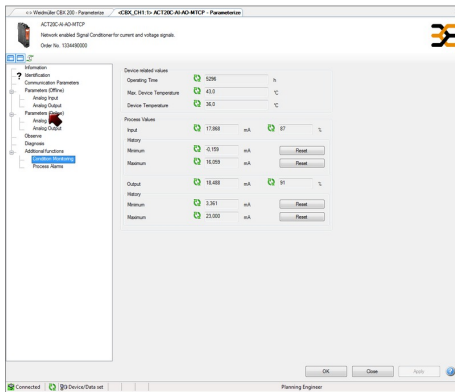 <> Weidmüller CBX 200 - Parameterize
<CBX_CH1:1> ACT20C-AI-AO-MTCP - Parameterize
ACT20C-AI-AO-MTCP
Network enabled Signal Conditioner for current and voltage signals.
Order No. 1334490000
Information
Identification
Communication Parameters
Parameters (Offline)
Analog Input
Analog Output
Parameters
Analog
Analog Output
Observe
Diagnosis
Additional functions
Condition Monitoring
Process Alarms
Device related values
Operating Time 5296 h
Max. Device Temperature 43,0 °C
Device Temperature 36,0 °C
Process Values
Input 17,868 mA 87 %
History
Minimum -0,159 mA Reset
Maximum 16,059 mA Reset
Output 18,488 mA 91 %
History
Minimum 3,361 mA Reset
Maximum 23,000 mA Reset
OK Close Apply ?
Connected Device/Data set Planning Engineer